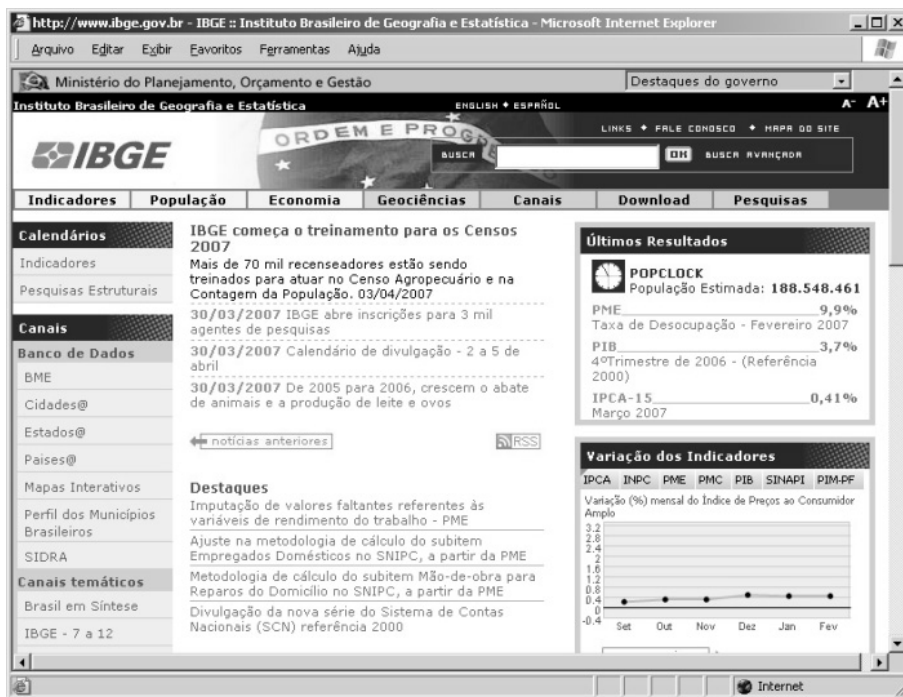 http://www.ibge.gov.br - IBGE :: Instituto Brasileiro de Geografia e Estatística - Microsoft Internet Explorer
Arquivo Editar Exibir Favoritos Ferramentas Ajuda
Ministério do Planejamento, Orçamento e Gestão
Destaques do governo
Instituto Brasileiro de Geografia e Estatística
ENGLISH ESPAÑOL
A- A+
LINKS FALE CONOSCO MAPA DO SITE
ORDEM E PROG
IBGE
BUSCA
OK
BUSCA AVANÇADA
Indicadores População Economia Geociências Canais Download Pesquisas
Calendários
Indicadores
Pesquisas Estruturais
Canais
Banco de Dados
BME
Cidades@
Estados@
Paises@
Mapas Interativos
Perfil dos Municípios
Brasileiros
SIDRA
Canais temáticos
Brasil em Síntese
IBGE - 7 a 12
IBGE começa o treinamento para os Censos
2007
Mais de 70 mil recenseadores estão sendo
treinados para atuar no Censo Agropecuário e na
Contagem da População. 03/04/2007
30/03/2007 IBGE abre inscrições para 3 mil
agentes de pesquisas
30/03/2007 Calendário de divulgação - 2 a 5 de
abril
30/03/2007 De 2005 para 2006, crescem o abate
de animais e a produção de leite e ovos
notícias anteriores
RSS
Destaques
Imputação de valores faltantes referentes às
variáveis de rendimento do trabalho - PME
Ajuste na metodologia de cálculo do subitem
Empregados Domésticos no SNIPC, a partir da PME
Metodologia de cálculo do subitem Mão-de-obra para
Reparos do Domicílio no SNIPC, a partir da PME
Divulgação da nova série do Sistema de Contas
Nacionais (SCN) referência 2000
Últimos Resultados
POPCLOCK
População Estimada: 188.548.461
PME 9,9%
Taxa de Desocupação - Fevereiro 2007
PIB 3,7%
4ºTrimestre de 2006 - (Referência
2000)
IPCA-15 0,41%
Março 2007
Variação dos Indicadores
IPCA INPC PME PMC PIB SINAPI PIM-PF
Variação (%) mensal do Índice de Preços ao Consumidor
Amplo
3.2
2.8
2.4
2
1.6
1.2
0.8
0.4
0
-0.4
Set Out Nov Dez Jan Fev
Internet